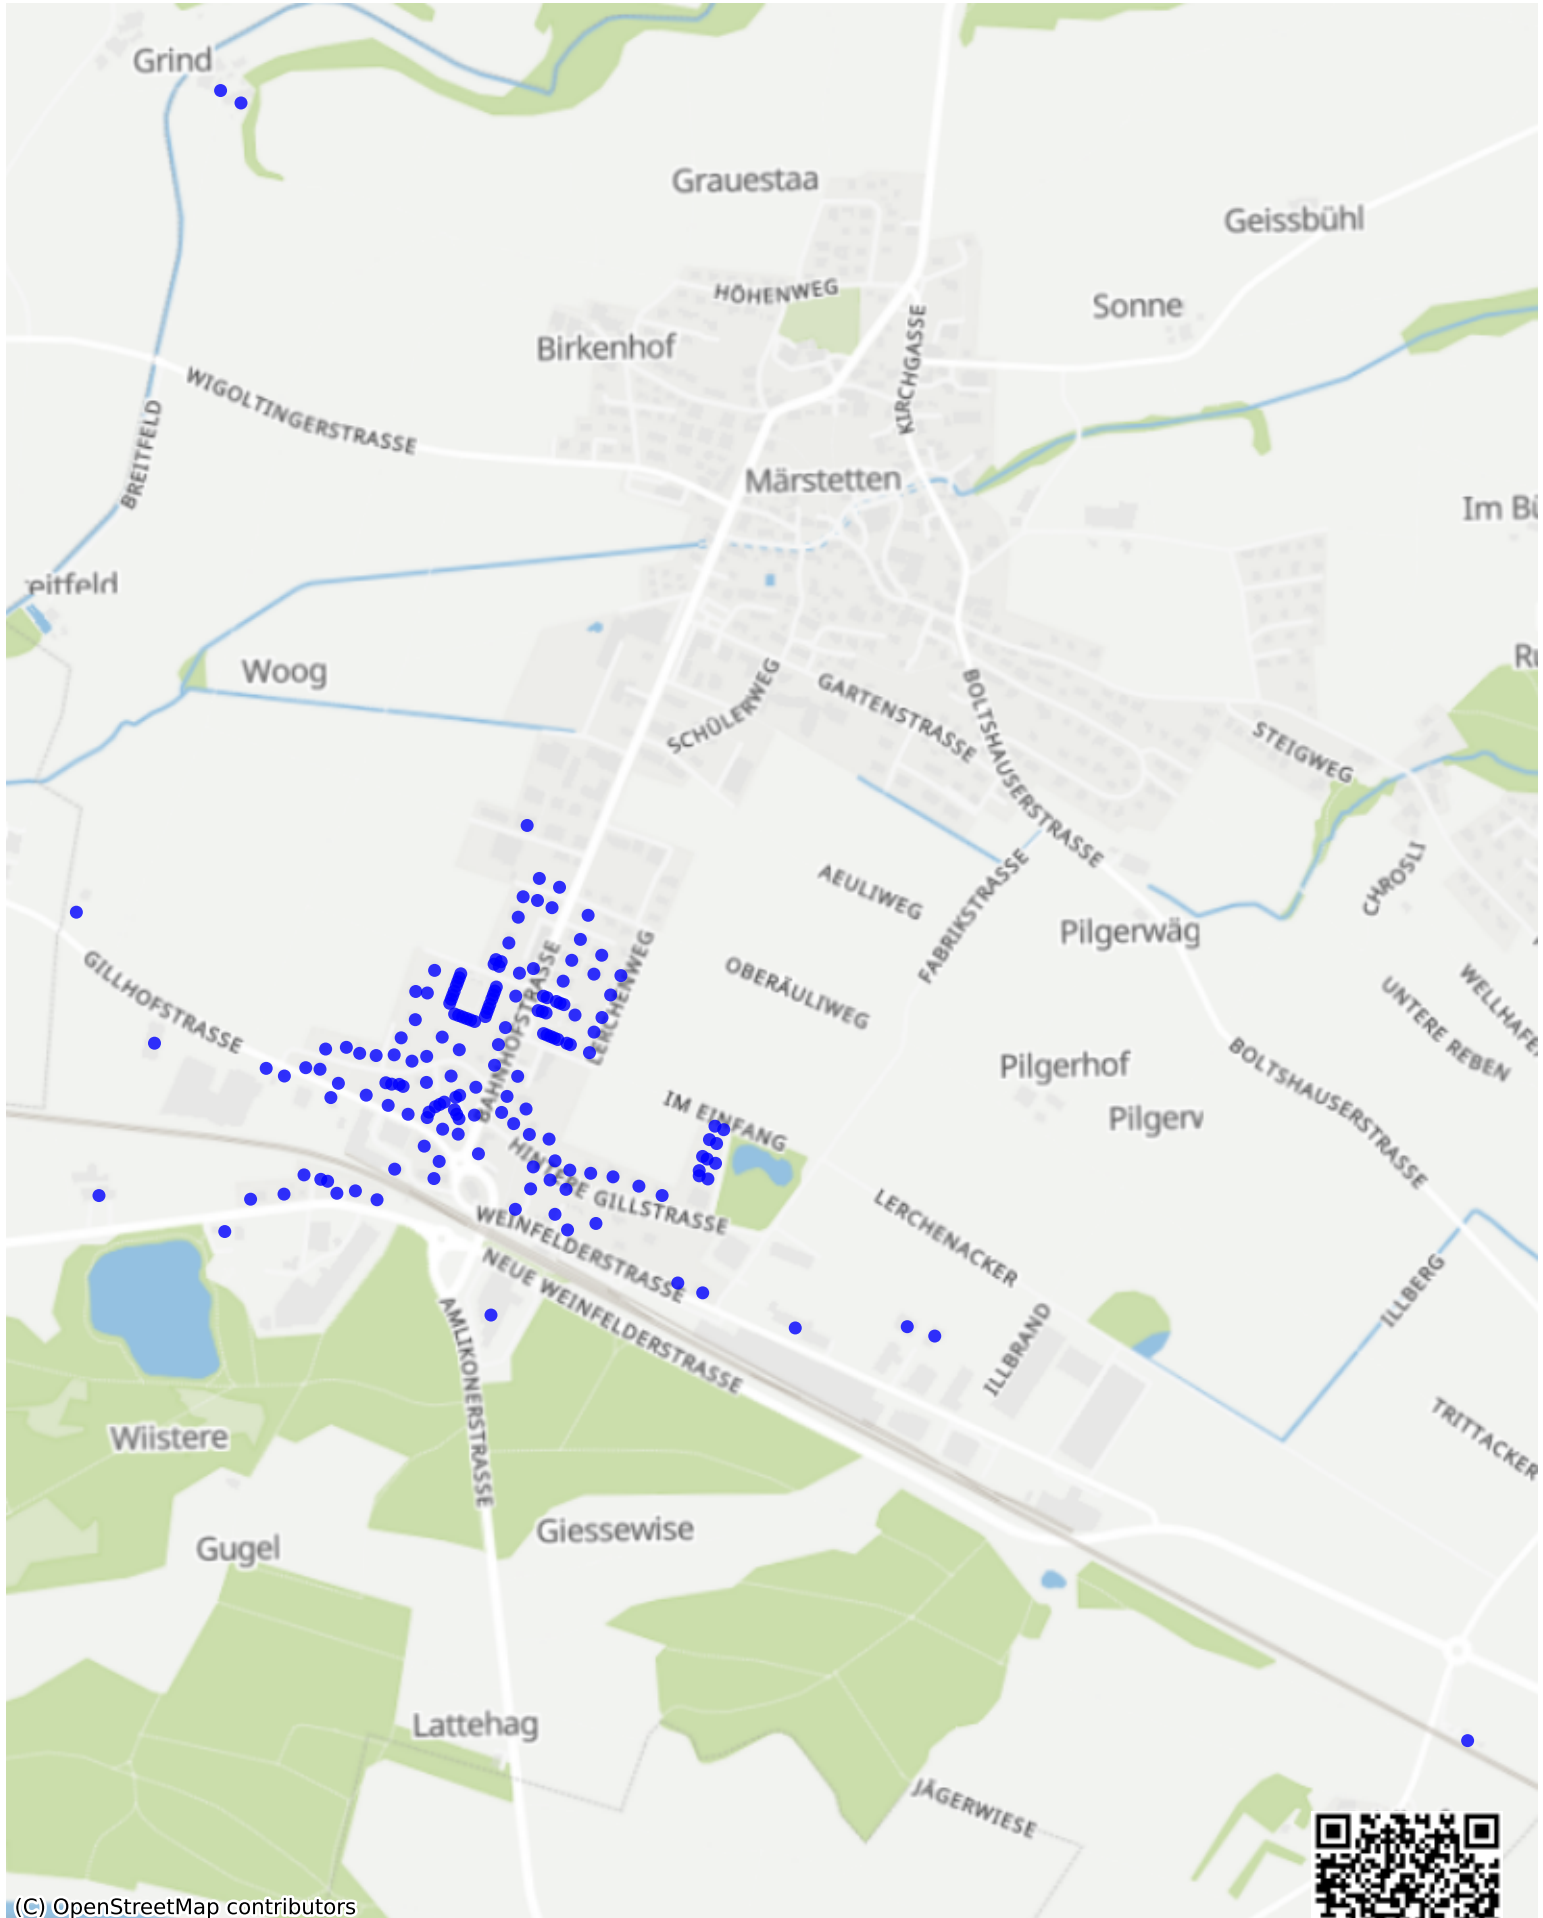 Grind
Grauestaa
Geissbühl
HÖHENWEG
Sonne
Birkenhof
KIRCHGASSE
WIGOLTINGERSTRASSE
BREITFELD
Märstetten
Im Bü
eitfeld
Woog
SCHÜLERWEG
GARTENSTRASSE
BOLTSHAUSERSTRASSE
STEIGWEG
Ru
AEULIWEG
FABRIKSTRASSE
CHROSLI
Pilgerwäg
GILLHOFSTRASSE
BAHNHOFSTRASSE
LERCHENWEG
OBERÄULIWEG
UNTERE REBEN
WELLHAFE
Pilgerhof
BOLTSHAUSERSTRASSE
IM EINFANG
Pilgerw
HINTERE GILLSTRASSE
LERCHENACKER
WEINFELDERSTRASSE
NEUE WEINFELDERSTRASSE
ILLBERG
AMLIKONERSTRASSE
ILLBRAND
TRITTACKER
Wiistere
Giessewise
Gugel
Lattehag
JÄGERWIESE
(C) OpenStreetMap contributors